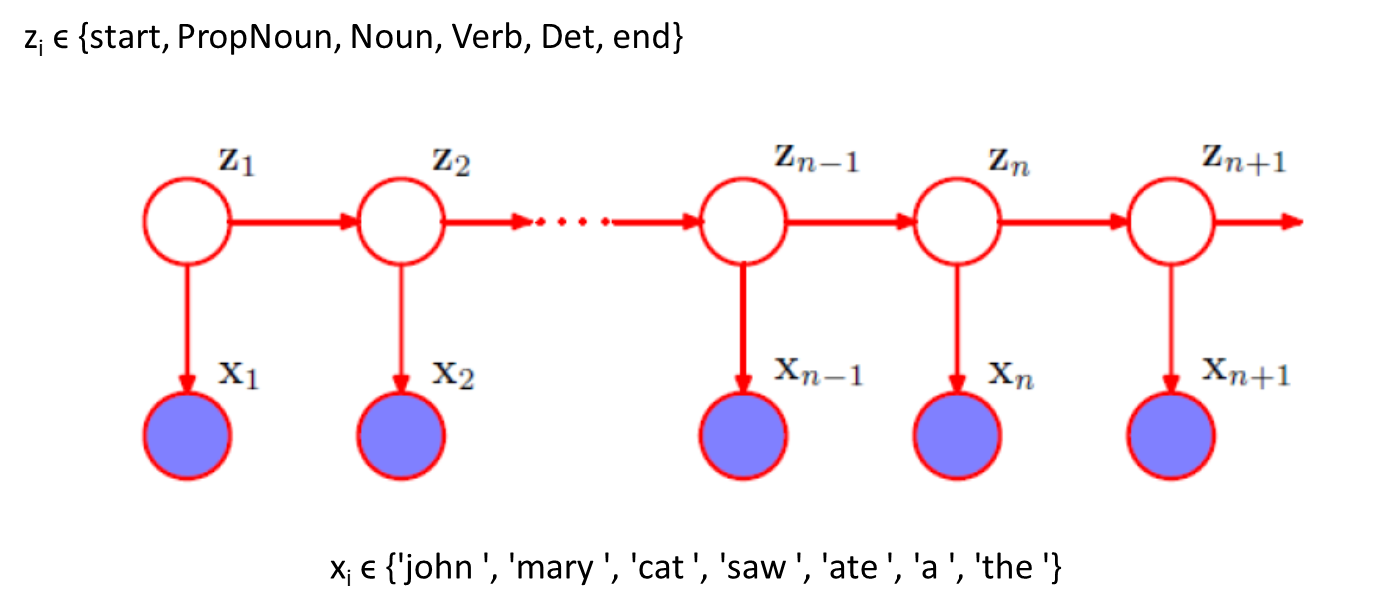 zᵢ ϵ {start, PropNoun, Noun, Verb, Det, end}
z₁ z₂ zₙ₋₁ zₙ zₙ₊₁
x₁ x₂ xₙ₋₁ xₙ xₙ₊₁
xᵢ ϵ {'john ', 'mary ', 'cat ', 'saw ', 'ate ', 'a ', 'the '}